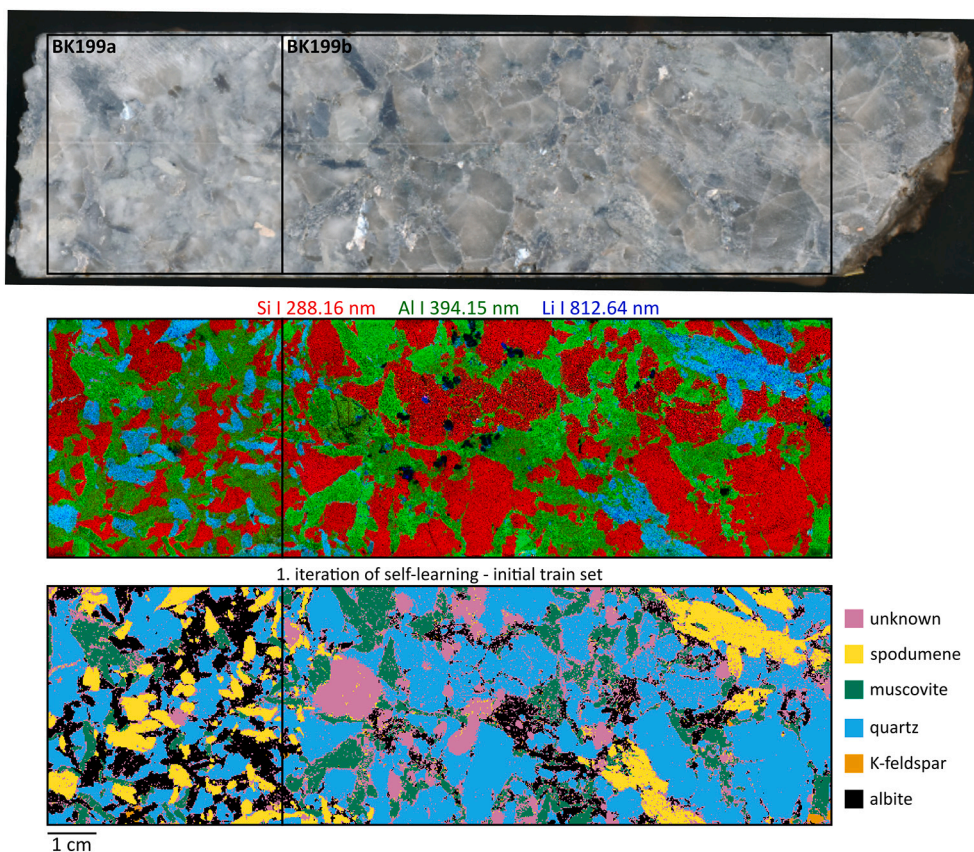 BK199a
BK199b
Si I 288.16 nm Al I 394.15 nm Li I 812.64 nm
1. iteration of self-learning - initial train set
unknown
spodumene
muscovite
quartz
K-feldspar
albite
1 cm